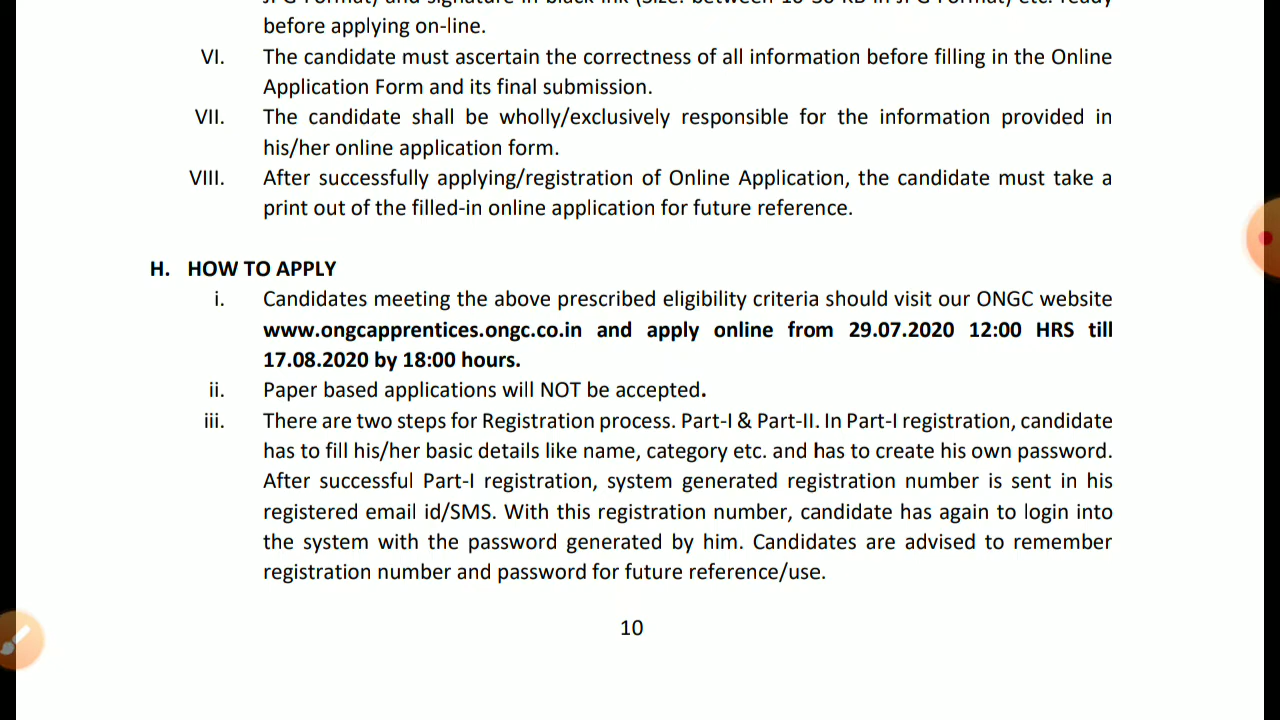 before applying on-line.
VI. The candidate must ascertain the correctness of all information before filling in the Online
Application Form and its final submission.
VII. The candidate shall be wholly/exclusively responsible for the information provided in
his/her online application form.
VIII. After successfully applying/registration of Online Application, the candidate must take a
print out of the filled-in online application for future reference.
H. HOW TO APPLY
i. Candidates meeting the above prescribed eligibility criteria should visit our ONGC website
www.ongcapprentices.ongc.co.in and apply online from 29.07.2020 12:00 HRS till
17.08.2020 by 18:00 hours.
ii. Paper based applications will NOT be accepted.
iii. There are two steps for Registration process. Part-I & Part-II. In Part-I registration, candidate
has to fill his/her basic details like name, category etc. and has to create his own password.
After successful Part-I registration, system generated registration number is sent in his
registered email id/SMS. With this registration number, candidate has again to login into
the system with the password generated by him. Candidates are advised to remember
registration number and password for future reference/use.
10